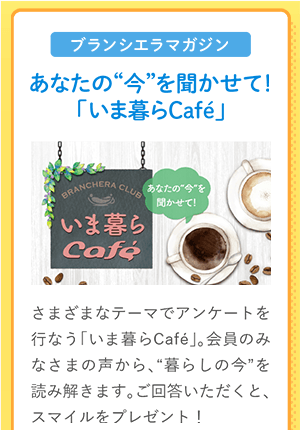 ブランシエラマガジン
あなたの“今”を聞かせて!
「いま暮らCafé」
BRANCHERA CLUB
いま暮ら
Café
あなたの“今”を
聞かせて!
さまざまなテーマでアンケートを
行なう「いま暮らCafé」。会員のみ
なさまの声から、“暮らしの今”を
読み解きます。ご回答いただくと、
スマイルをプレゼント！